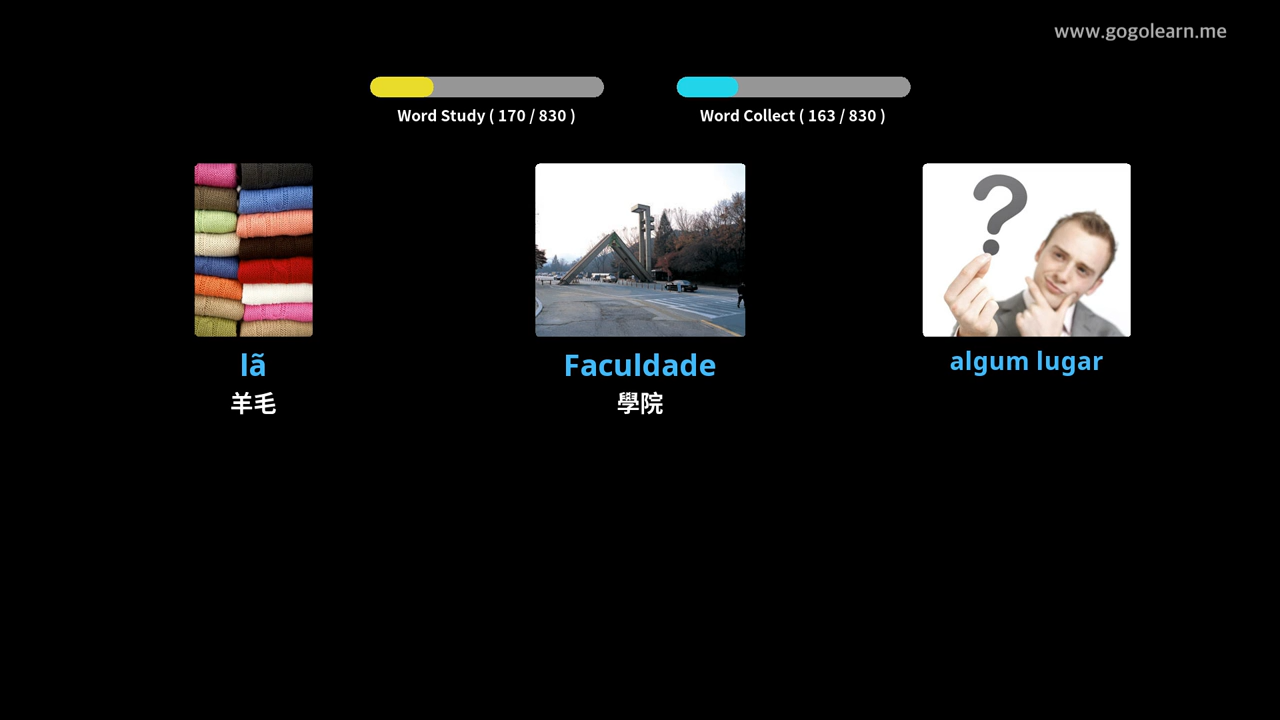 www.gogolearn.me
Word Study ( 170 / 830 )
Word Collect ( 163 / 830 )
lã
Faculdade
algum lugar
羊毛
學院